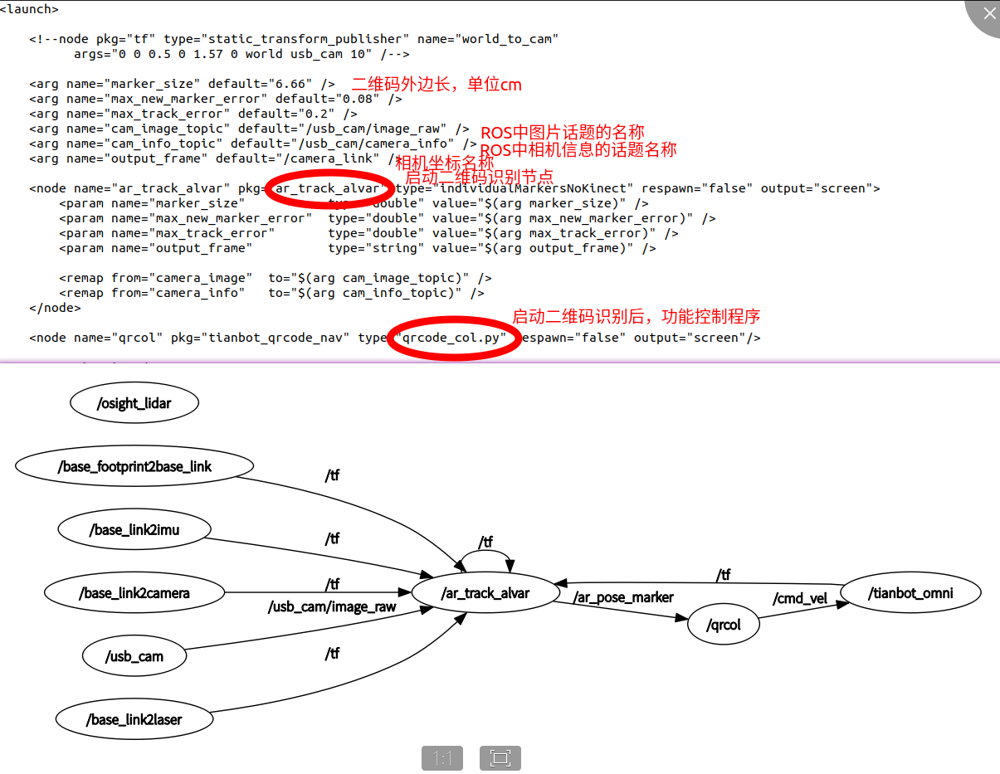 <launch>
<!--node pkg="tf" type="static_transform_publisher" name="world_to_cam"
args="0 0 0.5 0 1.57 0 world usb_cam 10" /-->
<arg name="marker_size" default="6.66" /> 二维码外边长，单位cm
<arg name="max_new_marker_error" default="0.08" />
<arg name="max_track_error" default="0.2" />
<arg name="cam_image_topic" default="/usb_cam/image_raw" /> ROS中图片话题的名称
<arg name="cam_info_topic" default="/usb_cam/camera_info" /> ROS中相机信息的话题名称
<arg name="output_frame" default="/camera_link" /> 相机坐标名称
启动二维码识别节点
<node name="ar_track_alvar" pkg="ar_track_alvar" type="individualMarkersNoKinect" respawn="false" output="screen">
<param name="marker_size" type="double" value="$(arg marker_size)" />
<param name="max_new_marker_error" type="double" value="$(arg max_new_marker_error)" />
<param name="max_track_error" type="double" value="$(arg max_track_error)" />
<param name="output_frame" type="string" value="$(arg output_frame)" />
<remap from="camera_image" to="$(arg cam_image_topic)" />
<remap from="camera_info" to="$(arg cam_info_topic)" />
</node>
启动二维码识别后，功能控制程序
<node name="qrcol" pkg="tianbot_qrcode_nav" type="qrcode_col.py" respawn="false" output="screen"/>
/osight_lidar
/base_footprint2base_link
/tf
/base_link2imu
/tf
/tf
/base_link2camera
/tf
/usb_cam/image_raw
/ar_track_alvar
/tf
/ar_pose_marker
/cmd_vel
/tianbot_omni
/qrcol
/usb_cam
/tf
/base_link2laser
1:1